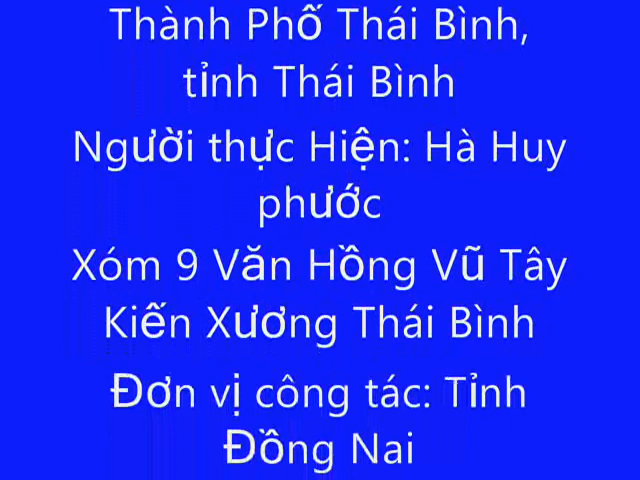 Thành Phố Thái Bình,
tỉnh Thái Bình
Người thực Hiện: Hà Huy
phước
Xóm 9 Văn Hồng Vũ Tây
Kiến Xương Thái Bình
Đơn vị công tác: Tỉnh
Đồng Nai